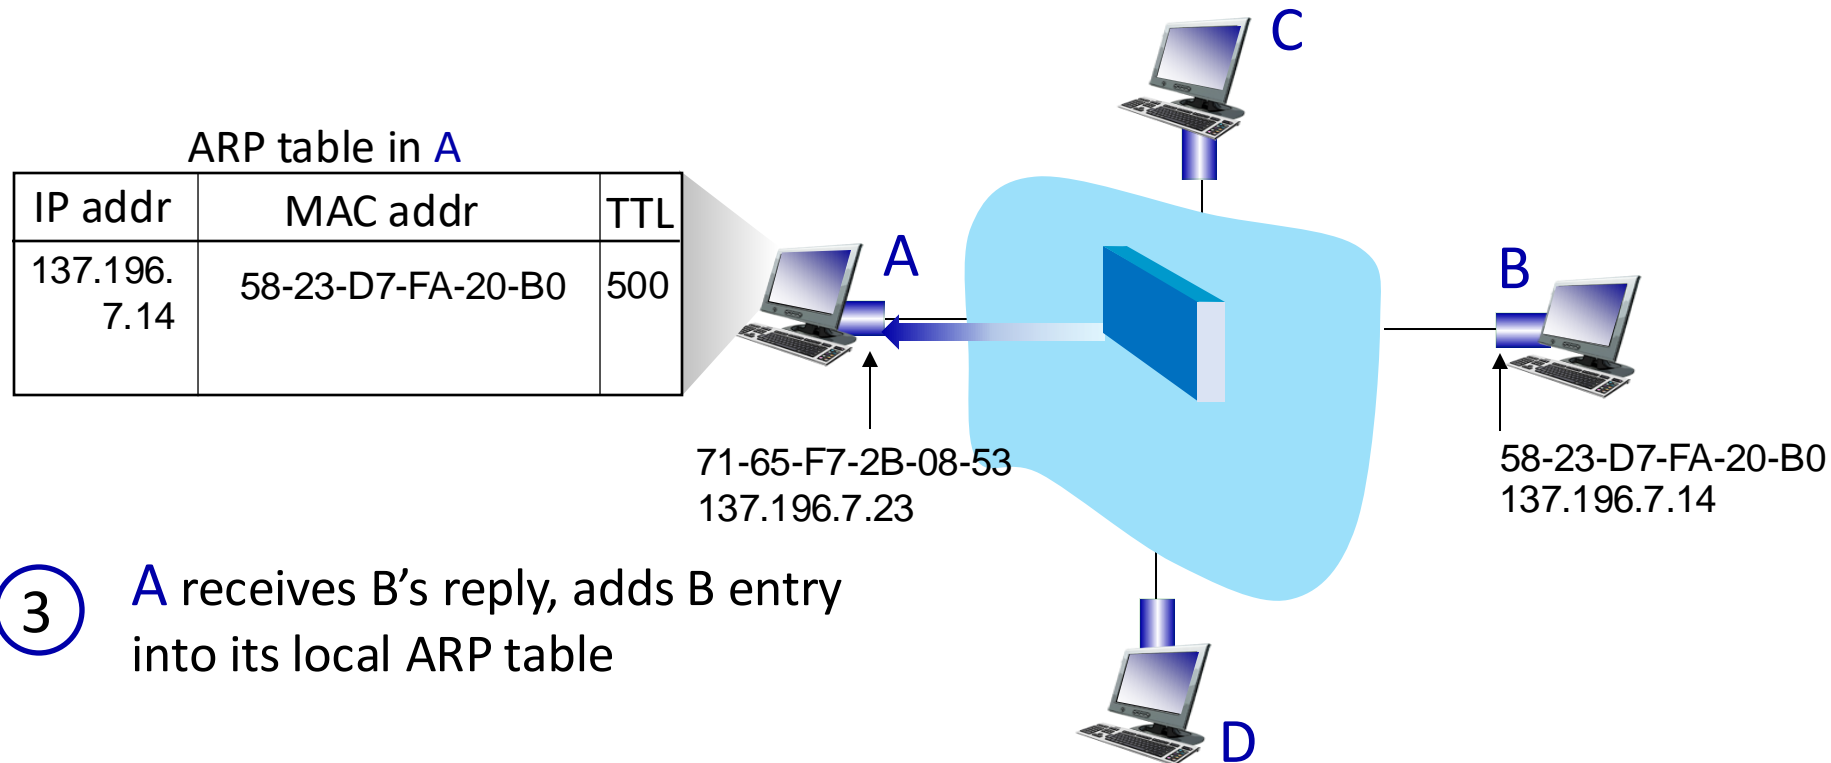 C
ARP table in A
IP addr MAC addr TTL
137.196.
7.14
58-23-D7-FA-20-B0 500
A
B
71-65-F7-2B-08-53
137.196.7.23
58-23-D7-FA-20-B0
137.196.7.14
3
A receives B’s reply, adds B entry
into its local ARP table
D